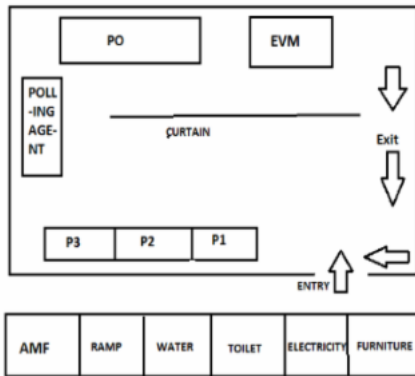 PO
EVM
POLL
-ING
AGE-
NT
CURTAIN
Exit
P3 P2 P1
ENTRY
AMF RAMP WATER TOILET ELECTRICITY FURNITURE